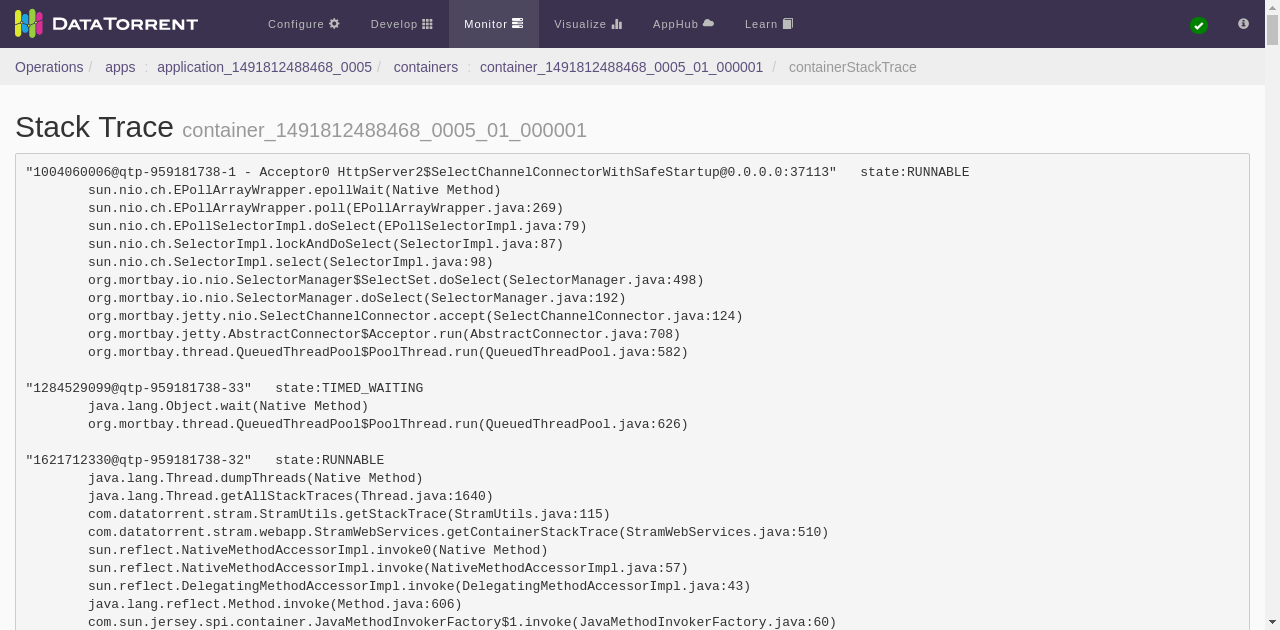 DATATORRENT Configure Develop Monitor Visualize AppHub Learn
Operations / apps : application_1491812488468_0005 / containers : container_1491812488468_0005_01_000001 / containerStackTrace
Stack Trace container_1491812488468_0005_01_000001
"1004060006@qtp-959181738-1 - Acceptor0 HttpServer2$SelectChannelConnectorWithSafeStartup@0.0.0.0:37113"   state:RUNNABLE
        sun.nio.ch.EPollArrayWrapper.epollWait(Native Method)
        sun.nio.ch.EPollArrayWrapper.poll(EPollArrayWrapper.java:269)
        sun.nio.ch.EPollSelectorImpl.doSelect(EPollSelectorImpl.java:79)
        sun.nio.ch.SelectorImpl.lockAndDoSelect(SelectorImpl.java:87)
        sun.nio.ch.SelectorImpl.select(SelectorImpl.java:98)
        org.mortbay.io.nio.SelectorManager$SelectSet.doSelect(SelectorManager.java:498)
        org.mortbay.io.nio.SelectorManager.doSelect(SelectorManager.java:192)
        org.mortbay.jetty.nio.SelectChannelConnector.accept(SelectChannelConnector.java:124)
        org.mortbay.jetty.AbstractConnector$Acceptor.run(AbstractConnector.java:708)
        org.mortbay.thread.QueuedThreadPool$PoolThread.run(QueuedThreadPool.java:582)
"1284529099@qtp-959181738-33"   state:TIMED_WAITING
        java.lang.Object.wait(Native Method)
        org.mortbay.thread.QueuedThreadPool$PoolThread.run(QueuedThreadPool.java:626)
"1621712330@qtp-959181738-32"   state:RUNNABLE
        java.lang.Thread.dumpThreads(Native Method)
        java.lang.Thread.getAllStackTraces(Thread.java:1640)
        com.datatorrent.stram.StramUtils.getStackTrace(StramUtils.java:115)
        com.datatorrent.stram.webapp.StramWebServices.getContainerStackTrace(StramWebServices.java:510)
        sun.reflect.NativeMethodAccessorImpl.invoke0(Native Method)
        sun.reflect.NativeMethodAccessorImpl.invoke(NativeMethodAccessorImpl.java:57)
        sun.reflect.DelegatingMethodAccessorImpl.invoke(DelegatingMethodAccessorImpl.java:43)
        java.lang.reflect.Method.invoke(Method.java:606)
        com.sun.jersey.spi.container.JavaMethodInvokerFactory$1.invoke(JavaMethodInvokerFactory.java:60)